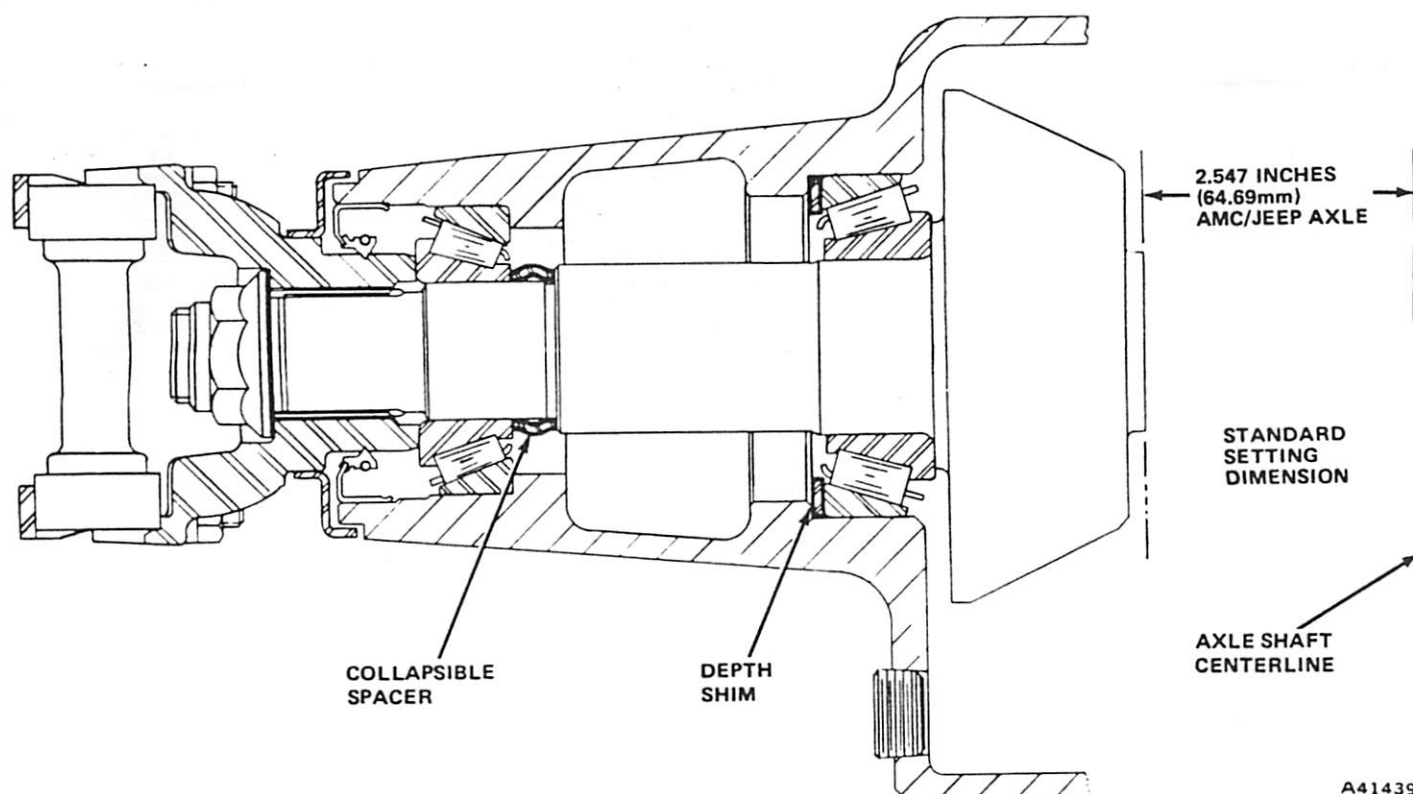 2.547 INCHES
(64.69mm)
AMC/JEEP AXLE
STANDARD
SETTING
DIMENSION
COLLAPSIBLE
SPACER
DEPTH
SHIM
AXLE SHAFT
CENTERLINE
A41439